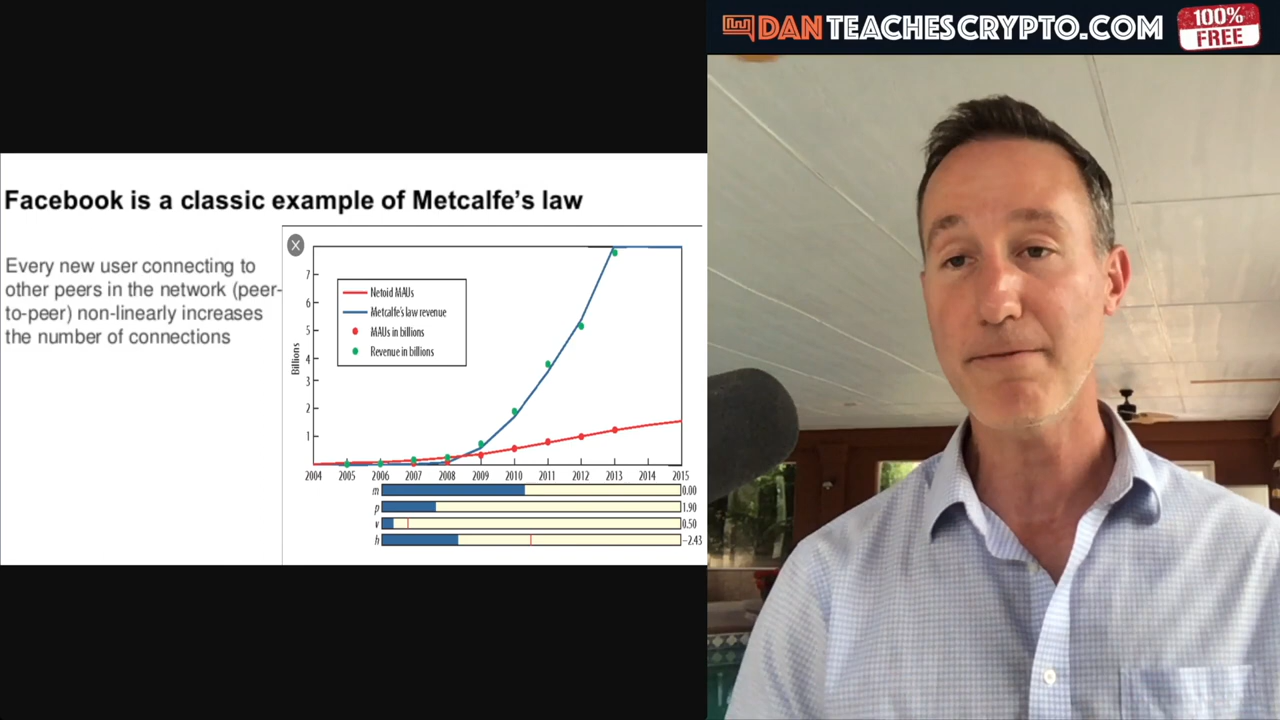 DANTEACHESCRYPTO.COM
100%
FREE
Facebook is a classic example of Metcalfe's law
Every new user connecting to
other peers in the network (peer-
to-peer) non-linearly increases
the number of connections
X
Netoid MAUs
Metcalfe's law revenue
MAUs in billions
Revenue in billions
Billions
7
6
5
4
3
2
1
2004 2005 2006 2007 2008 2009 2010 2011 2012 2013 2014 2015
m 0.00
p 1.90
v 0.50
h -2.43